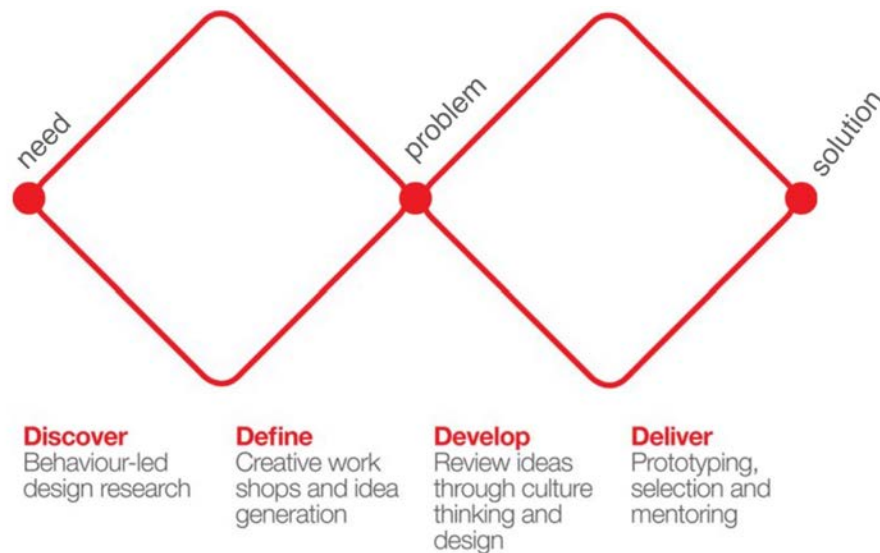 need
problem
solution
Discover
Behaviour-led
design research
Define
Creative work
shops and idea
generation
Develop
Review ideas
through culture
thinking and
design
Deliver
Prototyping,
selection and
mentoring